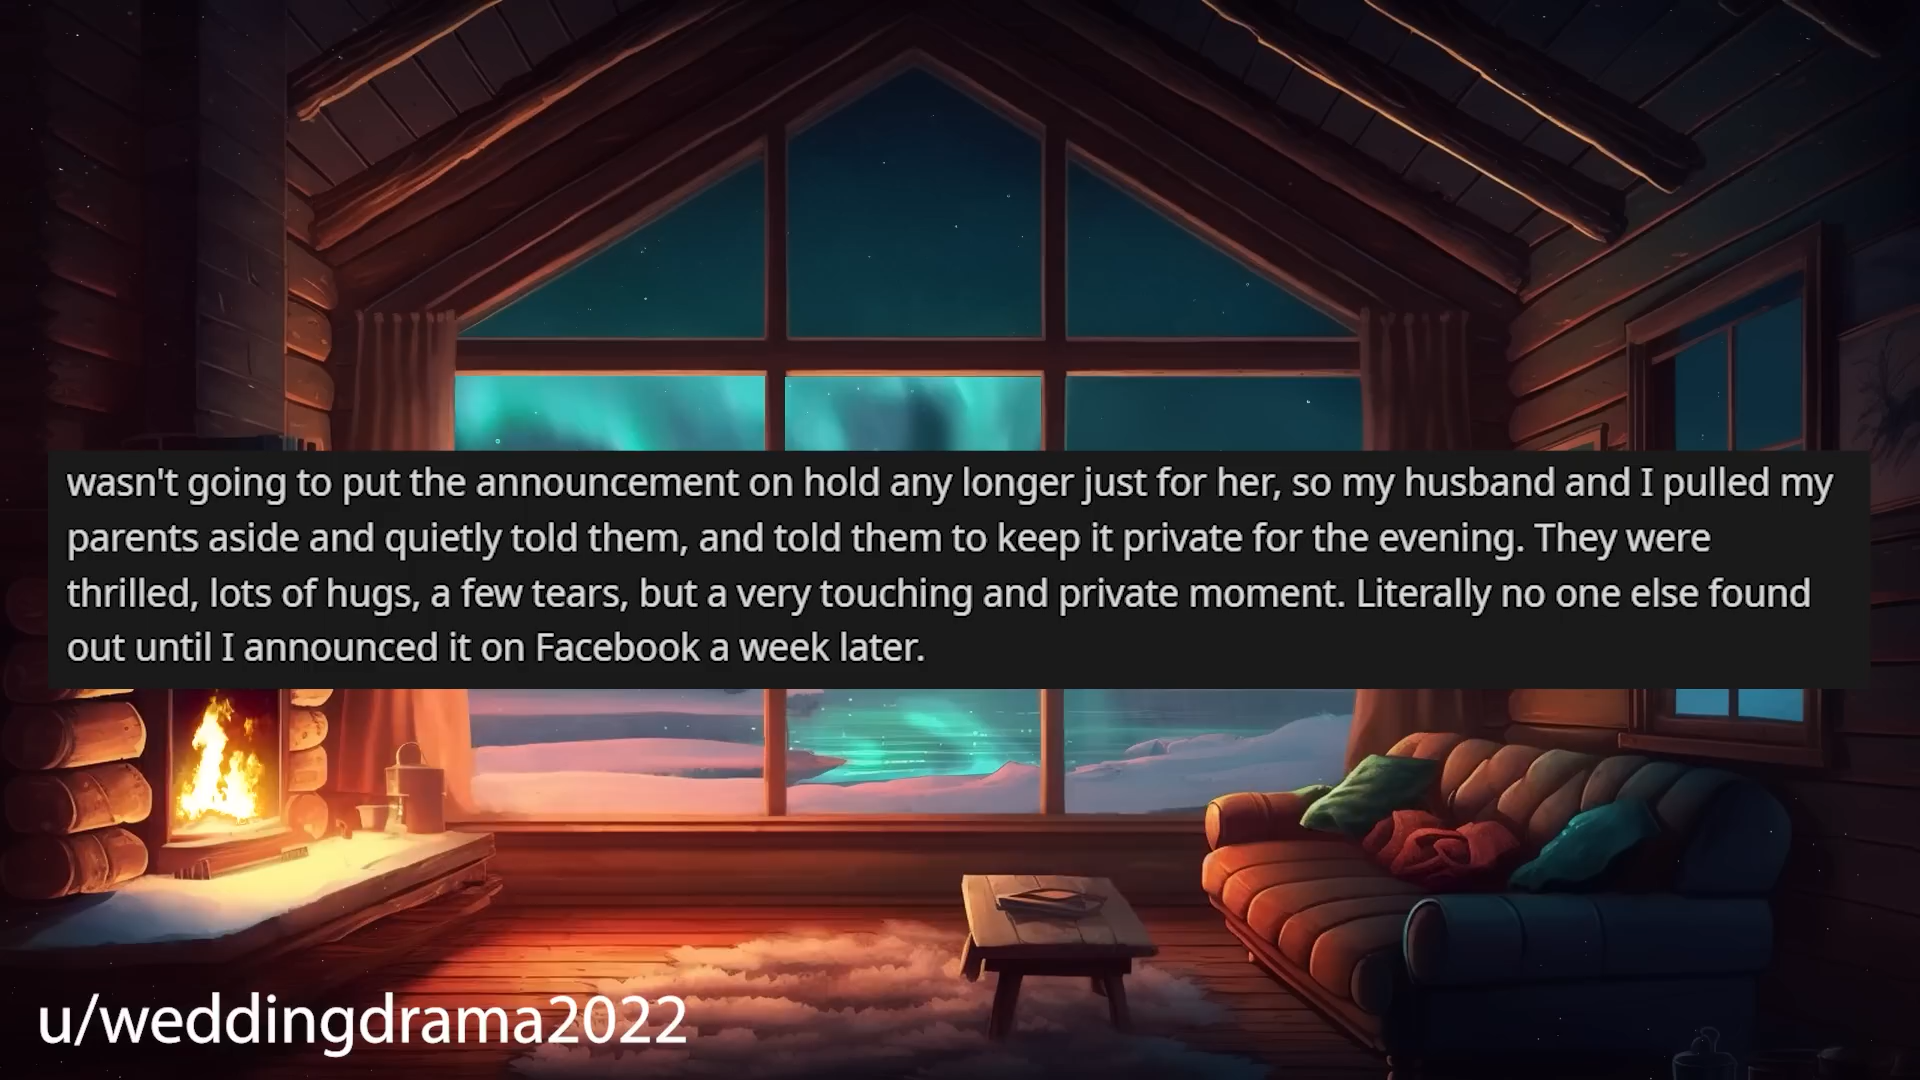 wasn't going to put the announcement on hold any longer just for her, so my husband and I pulled my
parents aside and quietly told them, and told them to keep it private for the evening. They were
thrilled, lots of hugs, a few tears, but a very touching and private moment. Literally no one else found
out until I announced it on Facebook a week later.
u/weddingdrama2022